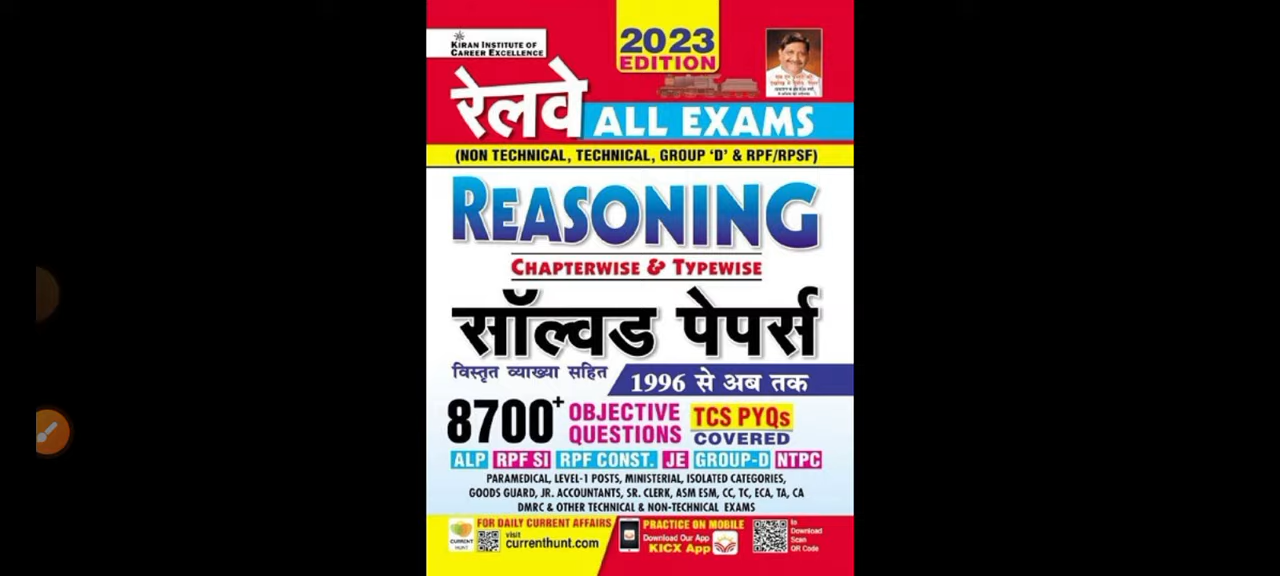 KIRAN INSTITUTE OF
CAREER EXCELLENCE
2023
EDITION
रेलवे ALL EXAMS
(NON TECHNICAL, TECHNICAL, GROUP 'D' & RPF/RPSF)
REASONING
CHAPTERWISE & TYPEWISE
सॉल्वड पेपर्स
विस्तृत व्याख्या सहित
1996 से अब तक
8700+
OBJECTIVE
QUESTIONS
TCS PYQs
COVERED
ALP RPF SI RPF CONST. JE GROUP-D NTPC
PARAMEDICAL, LEVEL-1 POSTS, MINISTERIAL, ISOLATED CATEGORIES,
GOODS GUARD, JR. ACCOUNTANTS, SR. CLERK, ASM ESM, CC, TC, ECA, TA, CA
DMRC & OTHER TECHNICAL & NON-TECHNICAL EXAMS
CURRENT
HUNT
FOR DAILY CURRENT AFFAIRS
visit
currenthunt.com
PRACTICE ON MOBILE
Download Our App
KICX App
to
Download
Scan
QR Code